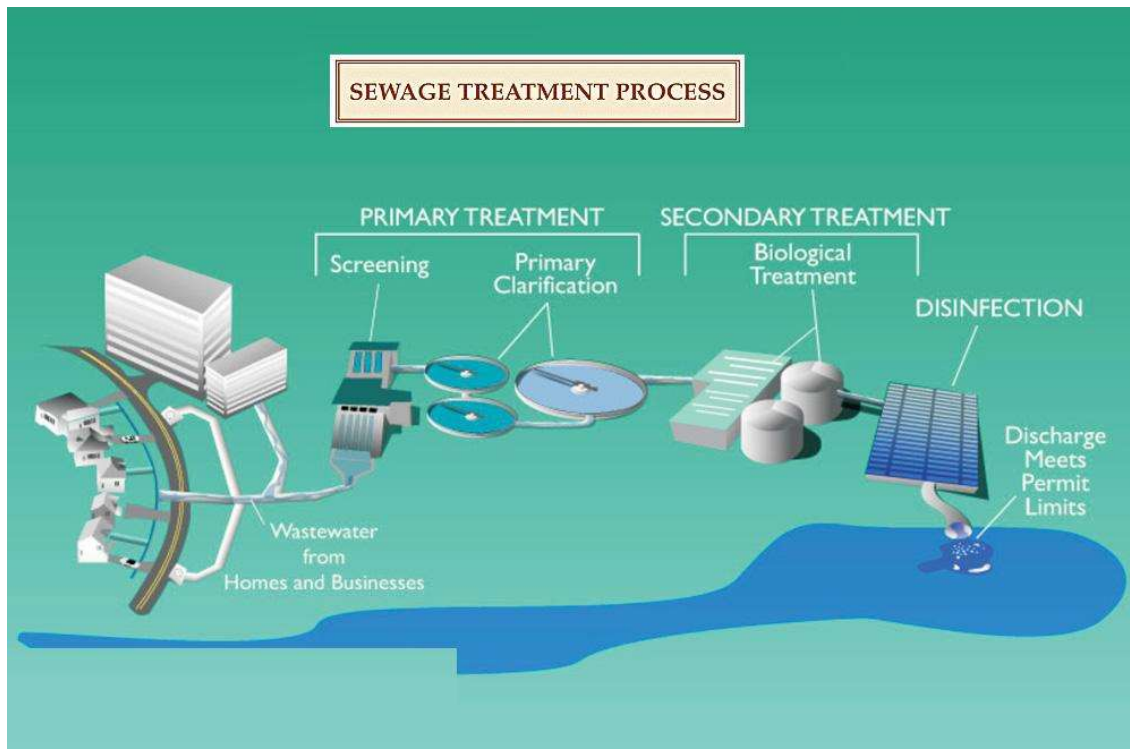 SEWAGE TREATMENT PROCESS
PRIMARY TREATMENT
Screening
Primary
Clarification
SECONDARY TREATMENT
Biological
Treatment
DISINFECTION
Discharge
Meets
Permit
Limits
Wastewater
from
Homes and Businesses